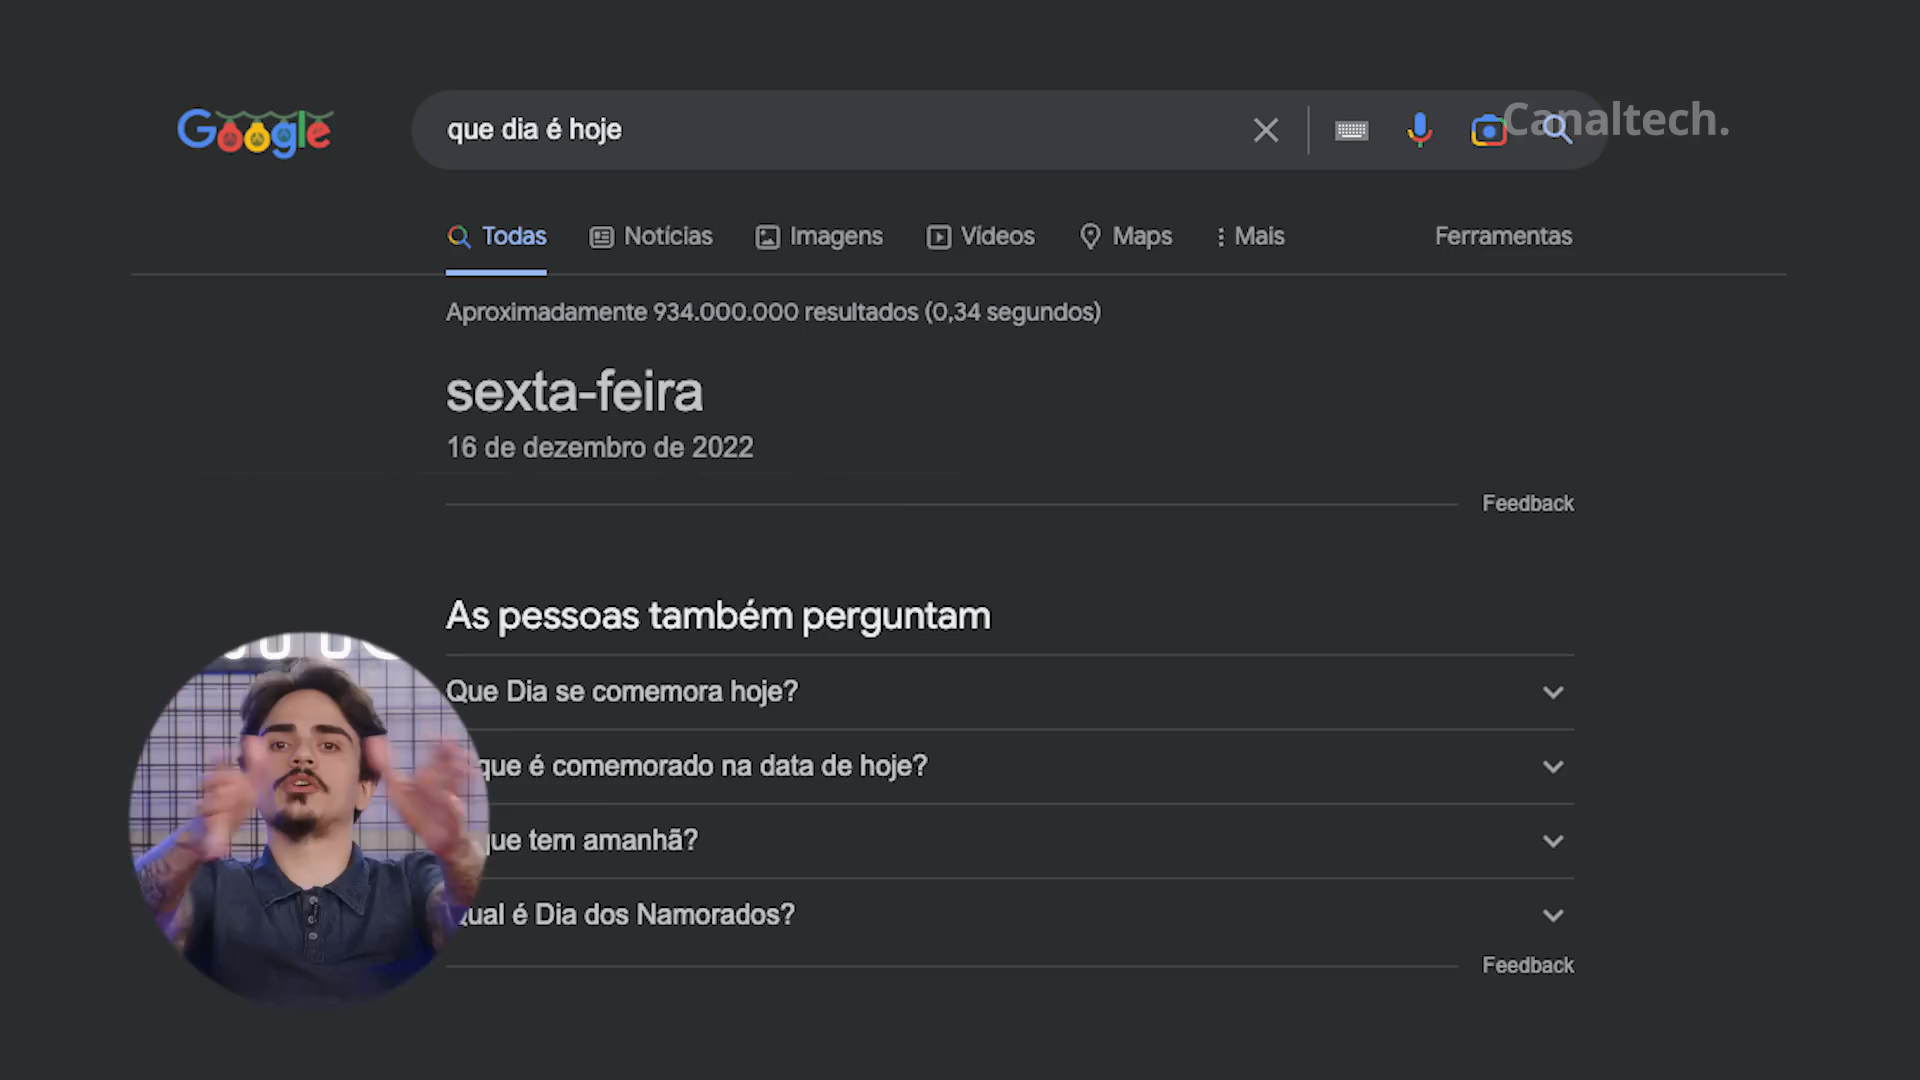 Google
que dia é hoje
Canaltech.
Todas
Notícias
Imagens
Vídeos
Maps
Mais
Ferramentas
Aproximadamente 934.000.000 resultados (0,34 segundos)
sexta-feira
16 de dezembro de 2022
Feedback
As pessoas também perguntam
Que Dia se comemora hoje?
que é comemorado na data de hoje?
que tem amanhã?
Qual é Dia dos Namorados?
Feedback